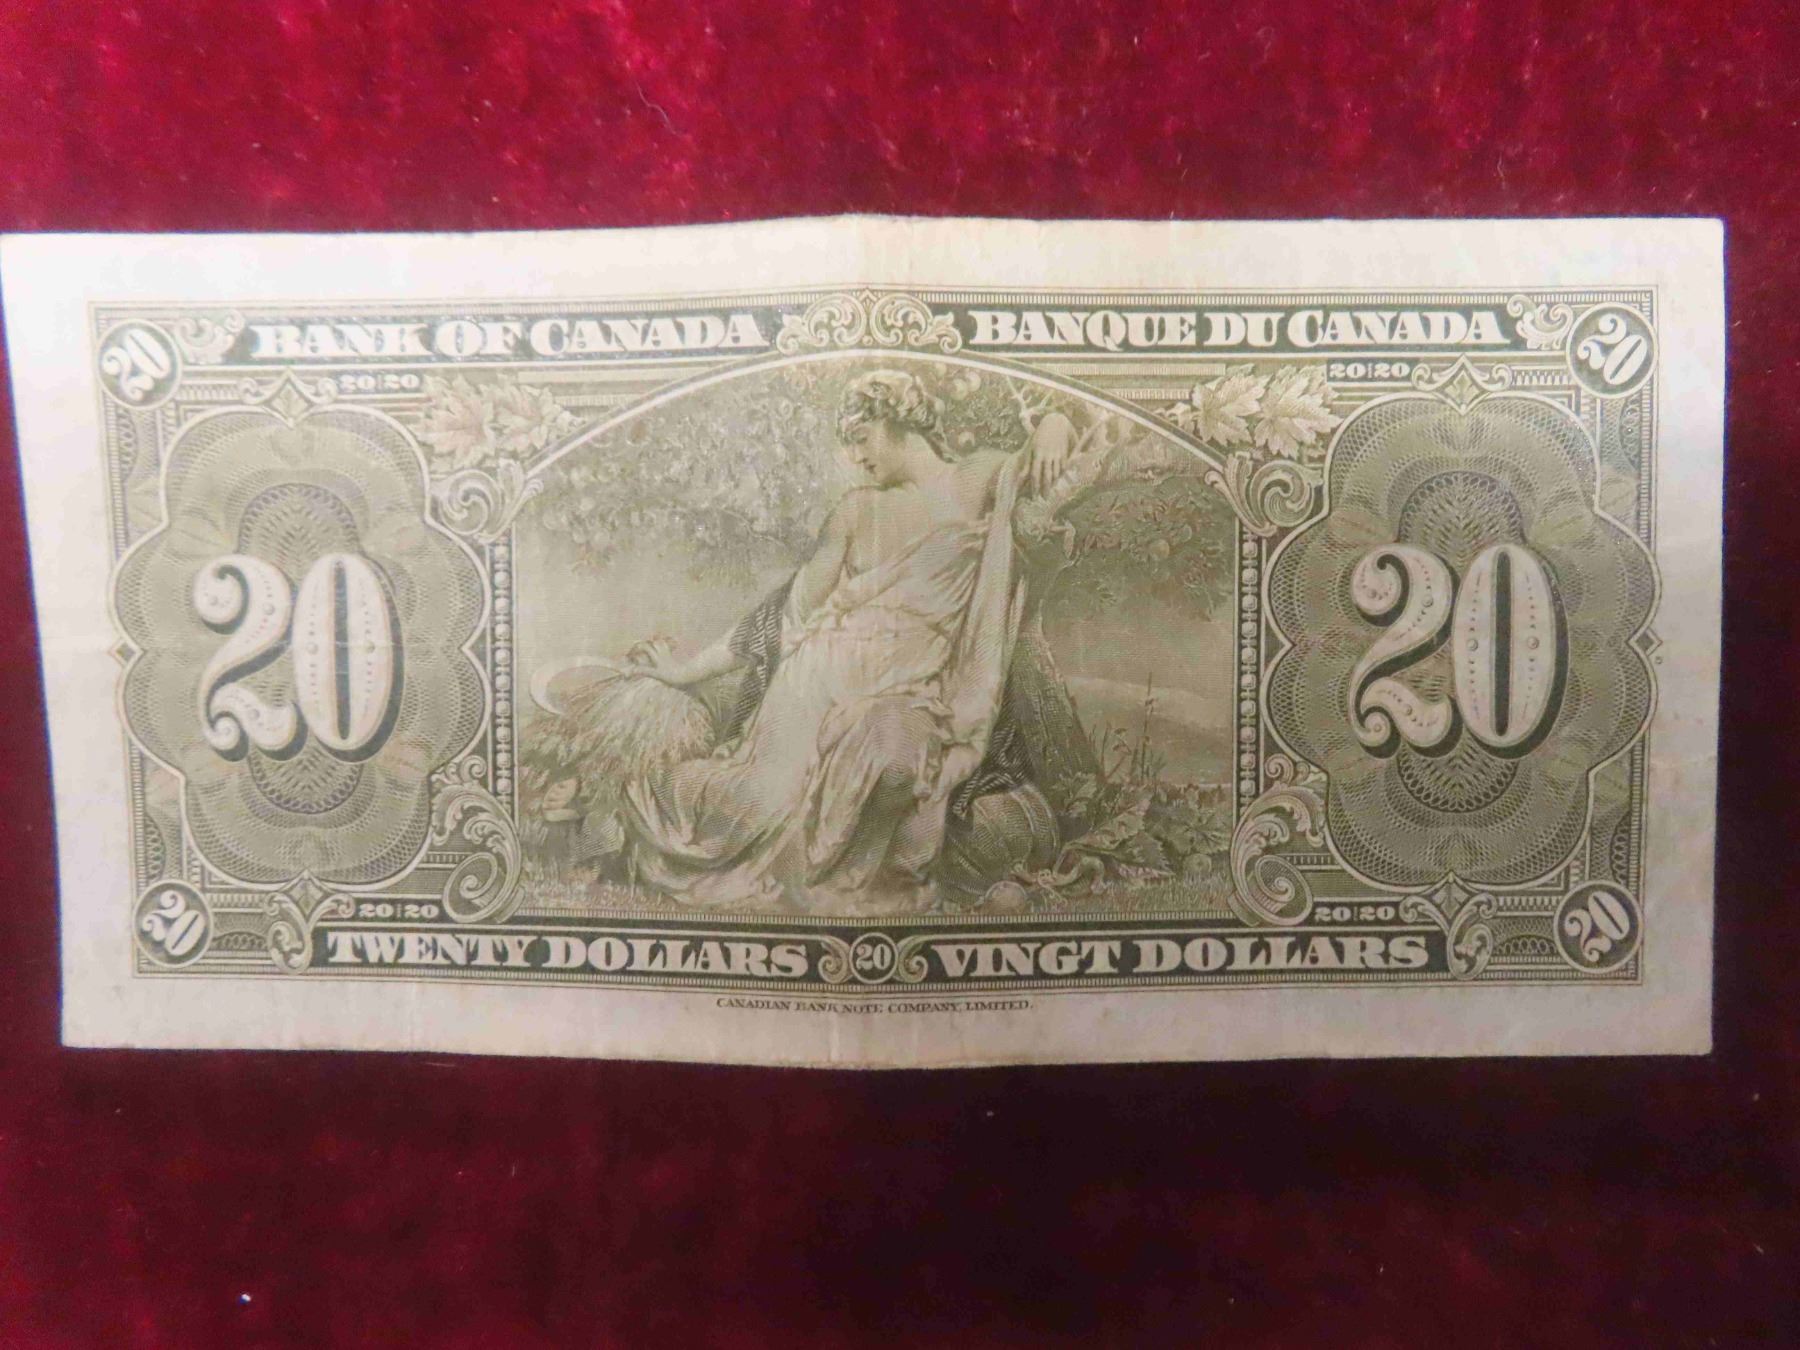 20 BANK OF CANADA BANQUE DU CANADA 20
20 20 20 20
20 20
20 20 20 20
20 TWENTY DOLLARS 20 VINGT DOLLARS 20
CANADIAN BANK NOTE COMPANY, LIMITED.